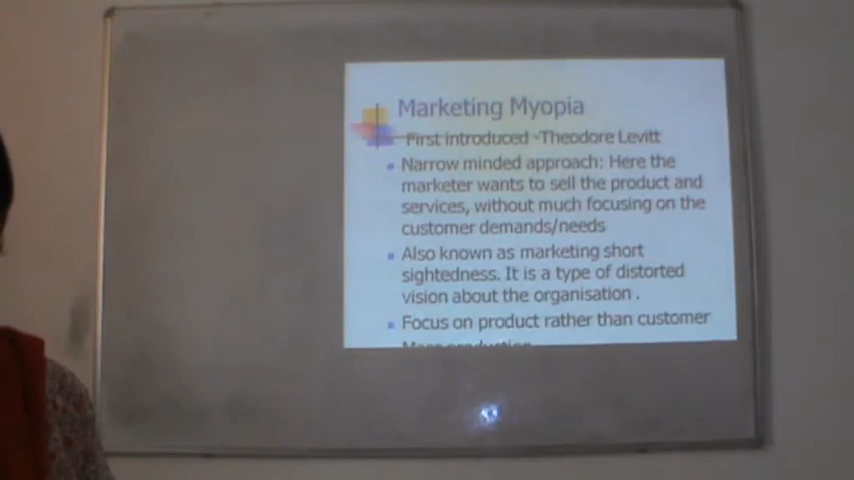 Marketing Myopia
First introduced -Theodore Levitt
Narrow minded approach: Here the
marketer wants to sell the product and
services, without much focusing on the
customer demands/needs
Also known as marketing short
sightedness. It is a type of distorted
vision about the organisation .
Focus on product rather than customer
Mass production